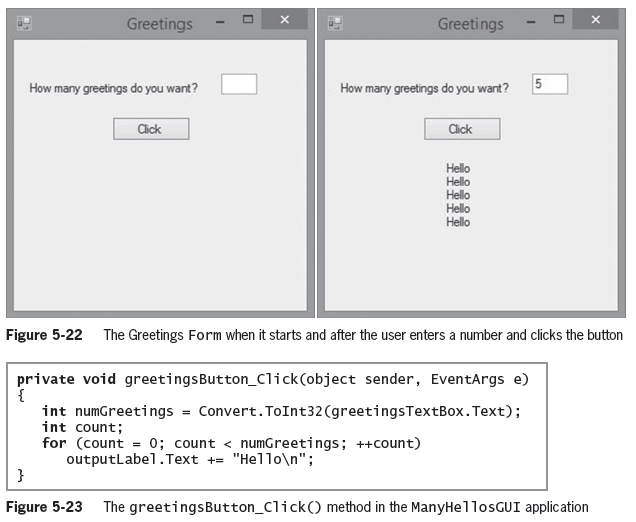 Greetings
How many greetings do you want?
Click
Greetings
How many greetings do you want? 5
Click
Hello
Hello
Hello
Hello
Hello
Figure 5-22 The Greetings Form when it starts and after the user enters a number and clicks the button
private void greetingsButton_Click(object sender, EventArgs e)
{
int numGreetings = Convert.ToInt32(greetingsTextBox.Text);
int count;
for (count = 0; count < numGreetings; ++count)
outputLabel.Text += "Hello\n";
}
Figure 5-23 The greetingsButton_Click() method in the ManyHellosGUI application